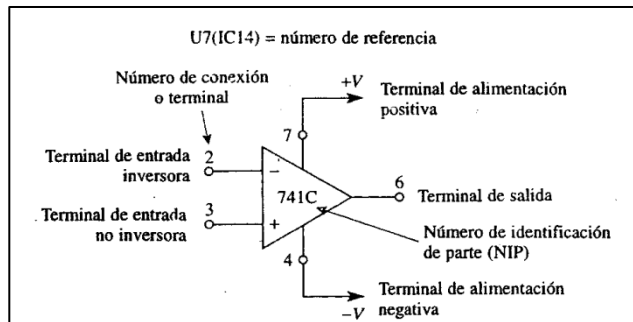 U7(IC14) = número de referencia
Número de conexión
o terminal
+V
Terminal de alimentación
positiva
7
Terminal de entrada
inversora
2
−
741C
6
Terminal de salida
Terminal de entrada
no inversora
3
+
Número de identificación
de parte (NIP)
4
Terminal de alimentación
negativa
−V